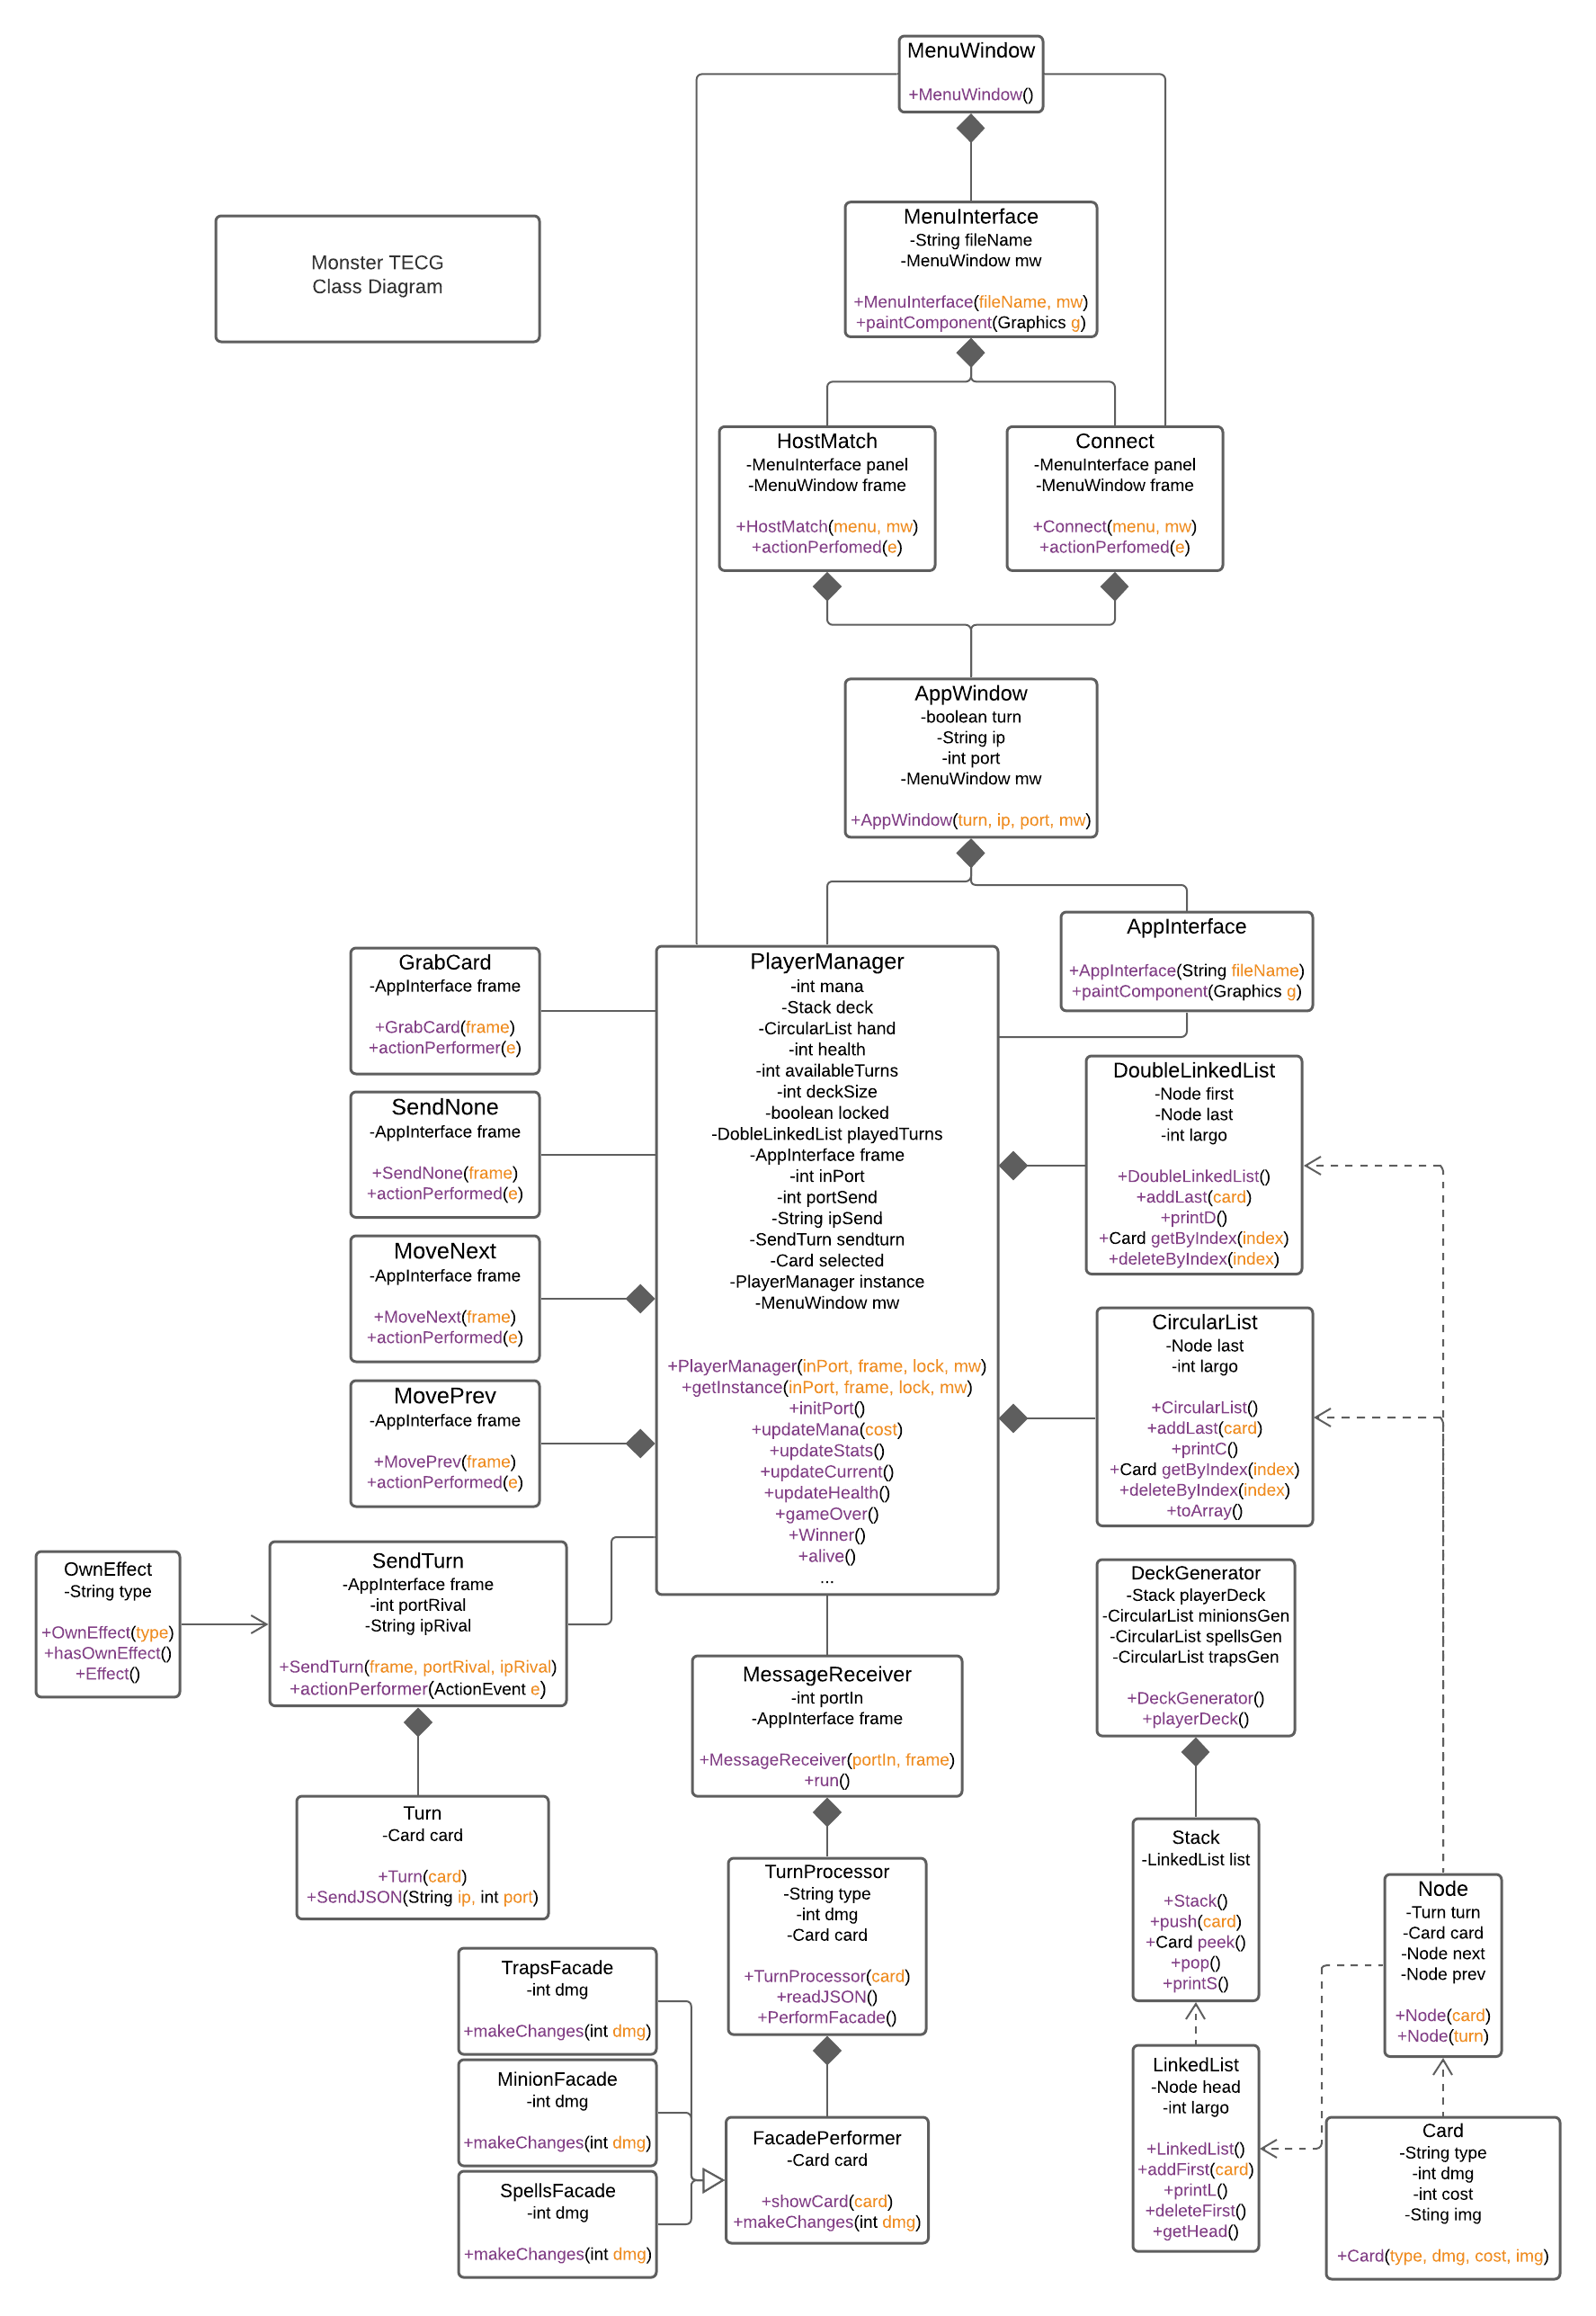 MenuWindow
+MenuWindow()
Monster TECG
Class Diagram
MenuInterface
-String fileName
-MenuWindow mw
+MenuInterface(fileName, mw)
+paintComponent(Graphics g)
HostMatch
-MenuInterface panel
-MenuWindow frame
+HostMatch(menu, mw)
+actionPerfomed(e)
Connect
-MenuInterface panel
-MenuWindow frame
+Connect(menu, mw)
+actionPerfomed(e)
AppWindow
-boolean turn
-String ip
-int port
-MenuWindow mw
+AppWindow(turn, ip, port, mw)
AppInterface
+AppInterface(String fileName)
+paintComponent(Graphics g)
GrabCard
-AppInterface frame
+GrabCard(frame)
+actionPerformer(e)
SendNone
-AppInterface frame
+SendNone(frame)
+actionPerformed(e)
MoveNext
-AppInterface frame
+MoveNext(frame)
+actionPerformed(e)
MovePrev
-AppInterface frame
+MovePrev(frame)
+actionPerformed(e)
PlayerManager
-int mana
-Stack deck
-CircularList hand
-int health
-int availableTurns
-int deckSize
-boolean locked
-DobleLinkedList playedTurns
-AppInterface frame
-int inPort
-int portSend
-String ipSend
-SendTurn sendturn
-Card selected
-PlayerManager instance
-MenuWindow mw
+PlayerManager(inPort, frame, lock, mw)
+getInstance(inPort, frame, lock, mw)
+initPort()
+updateMana(cost)
+updateStats()
+updateCurrent()
+updateHealth()
+gameOver()
+Winner()
+alive()
...
DoubleLinkedList
-Node first
-Node last
-int largo
+DoubleLinkedList()
+addLast(card)
+printD()
+Card getByIndex(index)
+deleteByIndex(index)
CircularList
-Node last
-int largo
+CircularList()
+addLast(card)
+printC()
+Card getByIndex(index)
+deleteByIndex(index)
+toArray()
OwnEffect
-String type
+OwnEffect(type)
+hasOwnEffect()
+Effect()
SendTurn
-AppInterface frame
-int portRival
-String ipRival
+SendTurn(frame, portRival, ipRival)
+actionPerformer(ActionEvent e)
DeckGenerator
-Stack playerDeck
-CircularList minionsGen
-CircularList spellsGen
-CircularList trapsGen
+DeckGenerator()
+playerDeck()
MessageReceiver
-int portIn
-AppInterface frame
+MessageReceiver(portIn, frame)
+run()
Turn
-Card card
+Turn(card)
+SendJSON(String ip, int port)
TurnProcessor
-String type
-int dmg
-Card card
+TurnProcessor(card)
+readJSON()
+PerformFacade()
Stack
-LinkedList list
+Stack()
+push(card)
+Card peek()
+pop()
+printS()
Node
-Turn turn
-Card card
-Node next
-Node prev
+Node(card)
+Node(turn)
TrapsFacade
-int dmg
+makeChanges(int dmg)
MinionFacade
-int dmg
+makeChanges(int dmg)
SpellsFacade
-int dmg
+makeChanges(int dmg)
FacadePerformer
-Card card
+showCard(card)
+makeChanges(int dmg)
LinkedList
-Node head
-int largo
+LinkedList()
+addFirst(card)
+printL()
+deleteFirst()
+getHead()
Card
-String type
-int dmg
-int cost
-Sting img
+Card(type, dmg, cost, img)